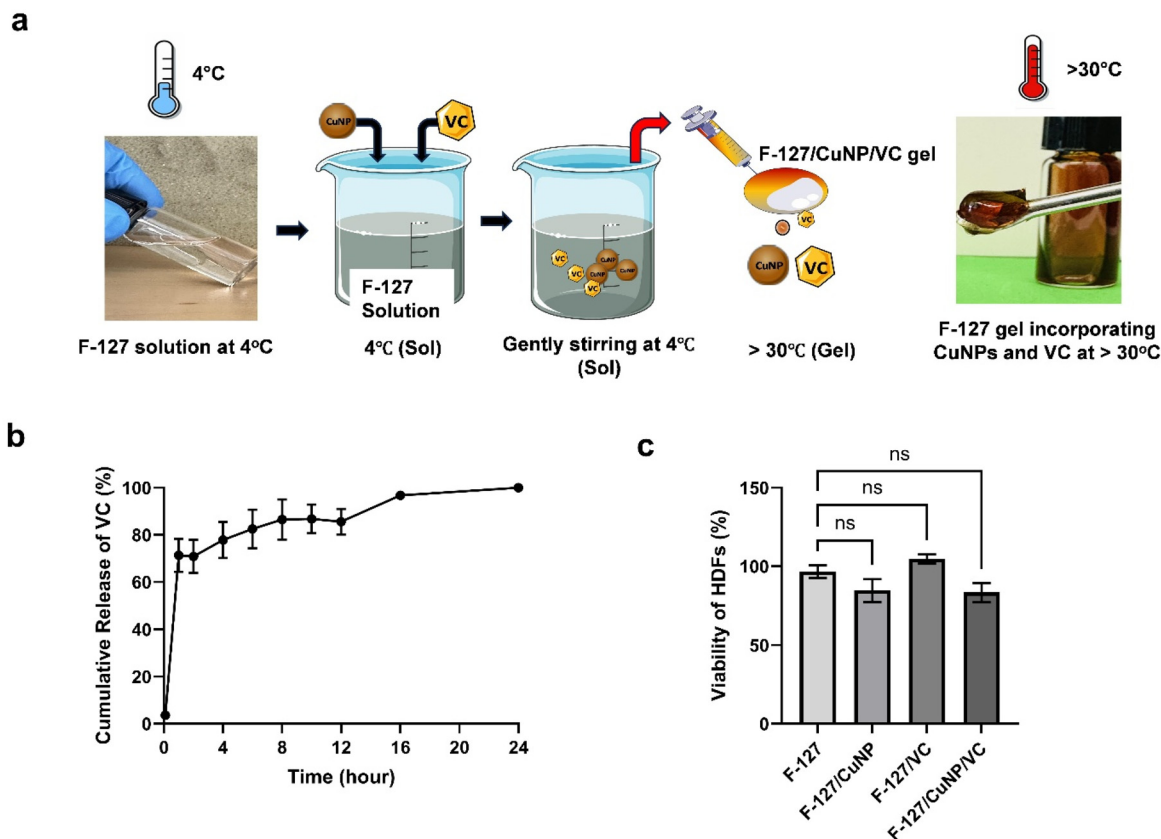 a
4°C
>30°C
CuNP
VC
F-127/CuNP/VC gel
VC
CuNP
VC
VC
CuNP
VC
CuNP
CuNP
VC
F-127
Solution
F-127 solution at 4°C
4℃ (Sol)
Gently stirring at 4℃
(Sol)
> 30℃ (Gel)
F-127 gel incorporating
CuNPs and VC at > 30°C
b
Cumulative Release of VC (%)
100
80
60
40
20
0
0
4
8
12
16
20
24
Time (hour)
c
Viability of HDFs (%)
150
100
50
0
ns
ns
ns
F-127
F-127/CuNP
F-127/VC
F-127/CuNP/VC